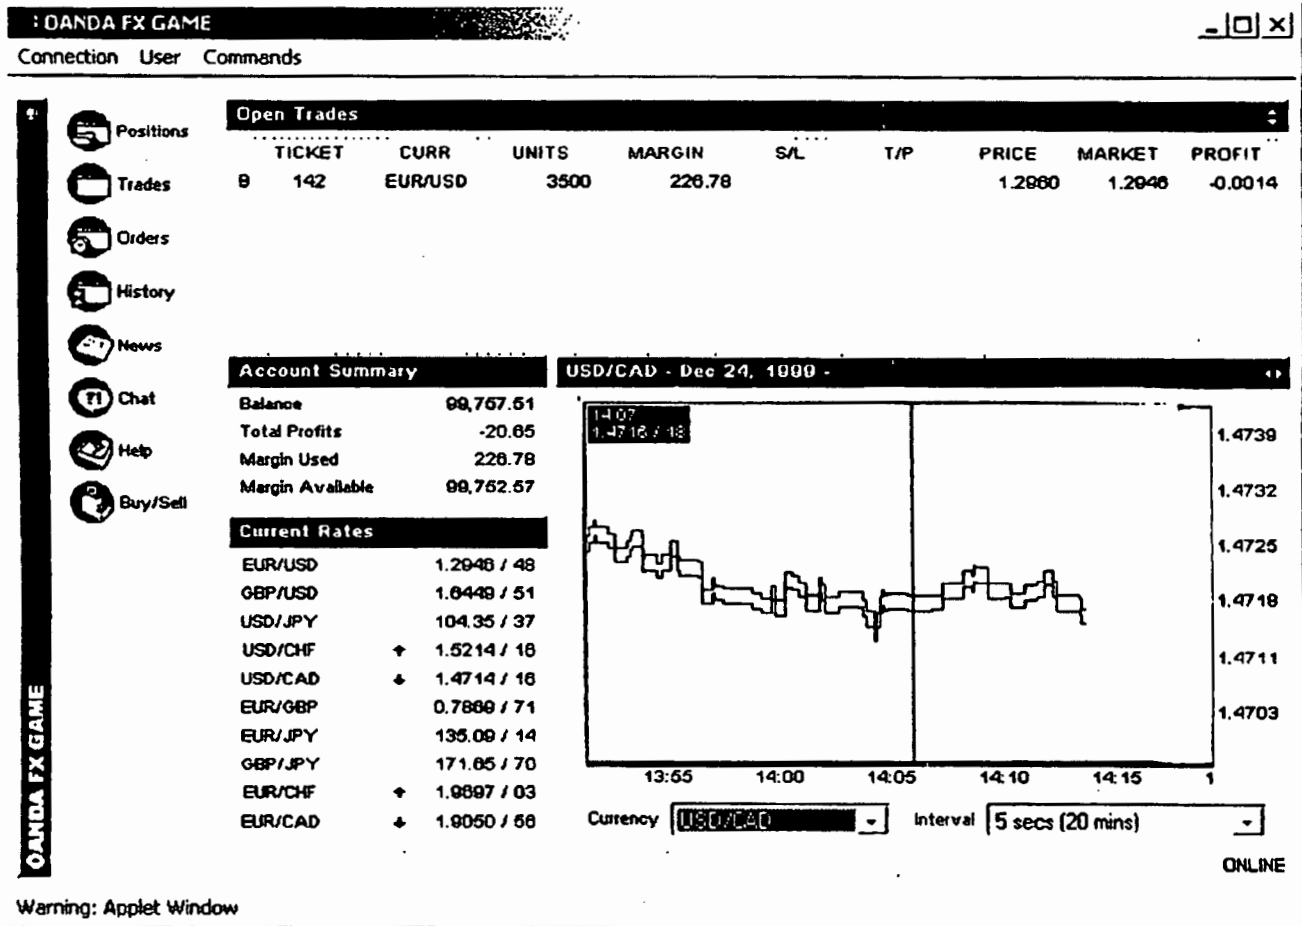 : OANDA FX GAME
Connection User Commands
Open Trades
TICKET CURR UNITS MARGIN S/L T/P PRICE MARKET PROFIT
142 EUR/USD 3500 226.78 1.2960 1.2946 -0.0014
Positions
Trades
Orders
History
News
?! Chat
Help
Buy/Sell
OANDA FX GAME
Account Summary
Balance 99,757.51
Total Profits -20.65
Margin Used 226.78
Margin Available
Current Rates
EUR/USD 1.2946 / 48
GBP/USD 1.6449 / 51
USD/JPY 104.35 / 37
USD/CHF 1.5214 / 16
USD/CAD 1.4714 / 16
EUR/GBP 0.7869 / 71
EUR/JPY 135.09 / 14
GBP/JPY 171.65 / 70
EUR/CHF 1.9697 / 03
EUR/CAD 1.9050 / 56
USD/CAD - Dec 24, 1999 -
14:07
1.4716 / 18
1.4739
1.4732
1.4725
1.4718
1.4711
1.4703
13:55 14:00 14:05 14:10 14:15 1
Currency USD/CAD Interval 5 secs (20 mins)
ONLINE
Warning: Applet Window